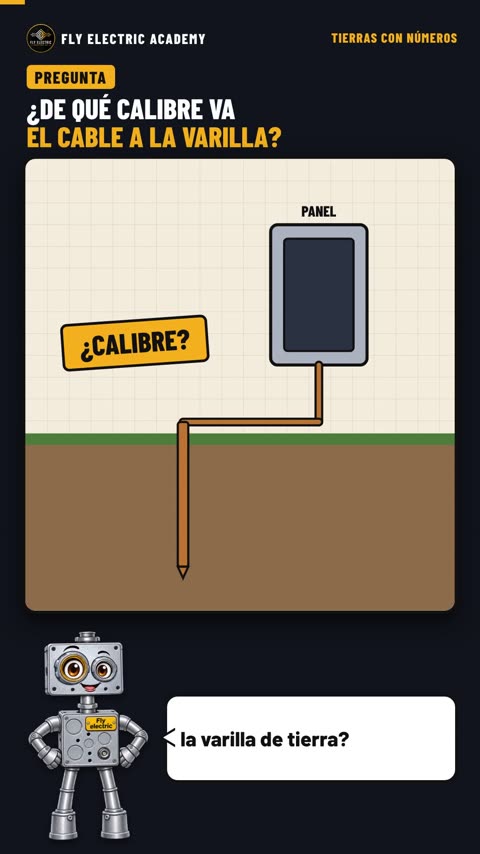 FLY ELECTRIC ACADEMY
TIERRAS CON NÚMEROS
PREGUNTA
¿DE QUÉ CALIBRE VA
EL CABLE A LA VARILLA?
PANEL
¿CALIBRE?
Fly
electric
la varilla de tierra?